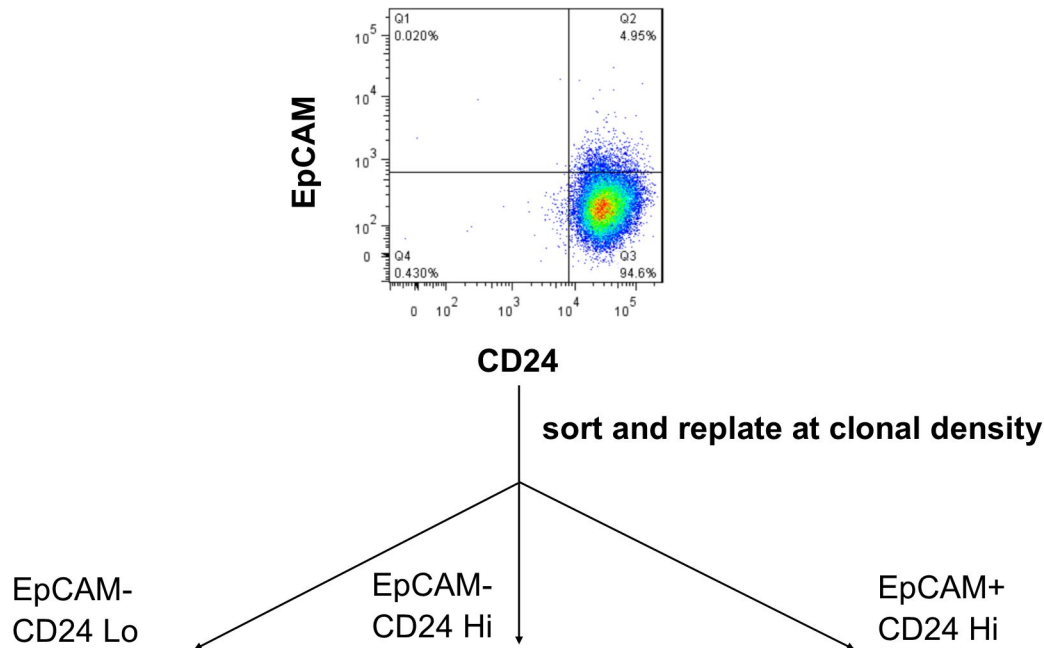 Q1
0.020%
Q2
4.95%
10^5
10^4
10^3
10^2
0
EpCAM
Q4
0.430%
Q3
94.6%
0 10^2 10^3 10^4 10^5
CD24
sort and replate at clonal density
EpCAM-
CD24 Lo
EpCAM-
CD24 Hi
EpCAM+
CD24 Hi